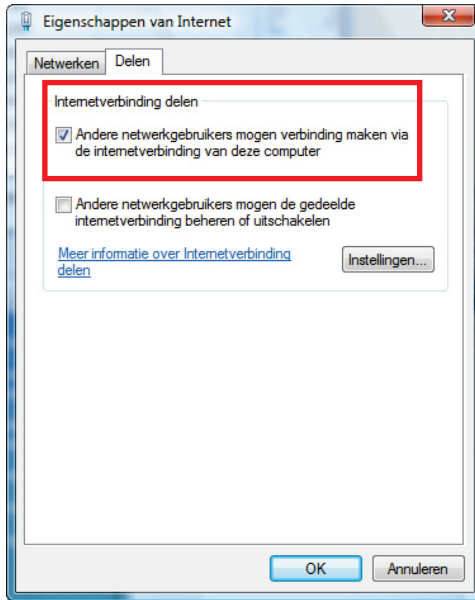 Eigenschappen van Internet
Netwerken Delen
Internetverbinding delen
Andere netwerkgebruikers mogen verbinding maken via
de internetverbinding van deze computer
Andere netwerkgebruikers mogen de gedeelde
internetverbinding beheren of uitschakelen
Meer informatie over Internetverbinding
delen
Instellingen...
OK Annuleren